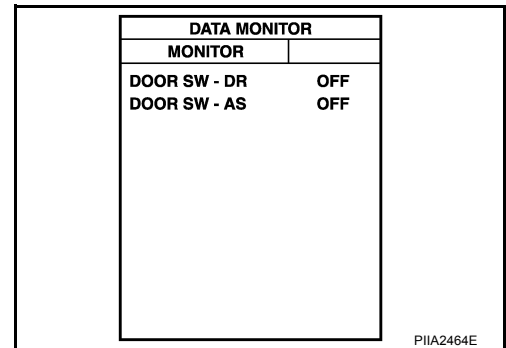 DATA MONITOR
MONITOR
DOOR SW - DR OFF
DOOR SW - AS OFF
PIIA2464E